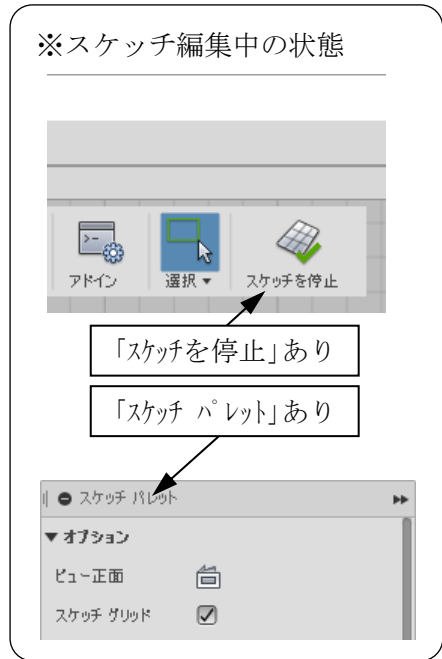 ※スケッチ編集中の状態
アドイン
選択▼
スケッチを停止
「スケッチを停止」あり
「スケッチ パレット」あり
スケッチ パレット
▼オプション
ビュー正面
スケッチ グリッド